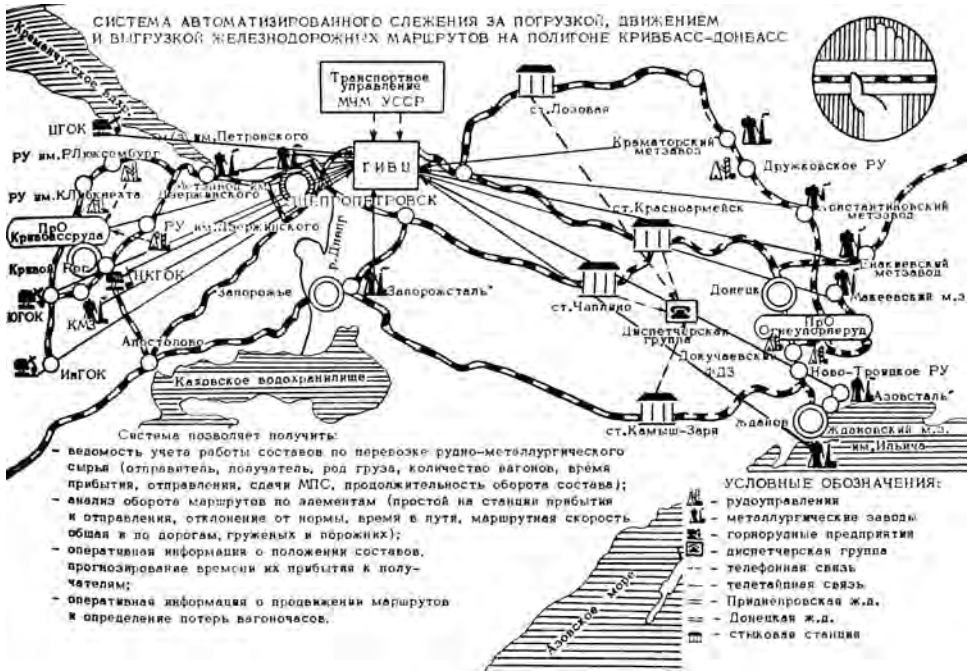 СИСТЕМА АВТОМАТИЗИРОВАННОГО СЛЕЖЕНИЯ ЗА ПОГРУЗКОЙ, ДВИЖЕНИЕМ
И ВЫГРУЗКОЙ ЖЕЛЕЗНОДОРОЖНЫХ МАРШРУТОВ НА ПОЛИГОНЕ КРИВБАСС-ДОНБАСС
Транспортное
управление
МЧМ УССР
ст.Лозовая
ЦГОК
им.Петровского
ГИВЦ
Краматорский
метзавод
РУ им.Р.Люксембург
Дружковское РУ
РУ им.К.Либкнехта
Дзержинского
ДНЕПРОПЕТРОВСК
ст.Красноармейск
Константиновский
метзавод
ПрО
Кривбассруда
РУ им.Дзержинского
р.Днепр
Енакиевский
метзавод
Кривой Рог
НКГОК
Запорожье
Запорожсталь"
Донецк
Макеевский м.з.
ЮГОК
КМЗ
ст.Чаплино
Диспетчерская
группа
ПрО
Огнеупорнеруд
Апостолово
Докучаевский
ФДЗ
ИнГОК
Ново-Троицкое РУ
Каховское водохранилище
Азовсталь"
ст.Камыш-Заря
Жданов
Ждановский м.з.
им.Ильича
Система позволяет получить:
- ведомость учета работы составов по перевозке рудно-металлургического
сырья (отправитель, получатель, род груза, количество вагонов, время
прибытия, отправления, сдачи МПС, продолжительность оборота состава);
- анализ оборота маршрутов по элементам (простой на станции прибытия
и отправления, отклонение от нормы, время в пути, маршрутная скорость
общая и по дорогам, груженых и порожних);
- оперативная информация о положении составов,
прогнозирование времени их прибытия к полу-
чателям;
- оперативная информация о продвижении маршрутов
и определение потерь вагоночасов.
Азовское море
УСЛОВНЫЕ ОБОЗНАЧЕНИЯ:
- рудоуправления
- металлургические заводы
- горнорудные предприятия
- диспетчерская группа
- телефонная связь
- телетайпная связь
- Приднепровская ж.д.
- Донецкая ж.д.
- стыковая станция